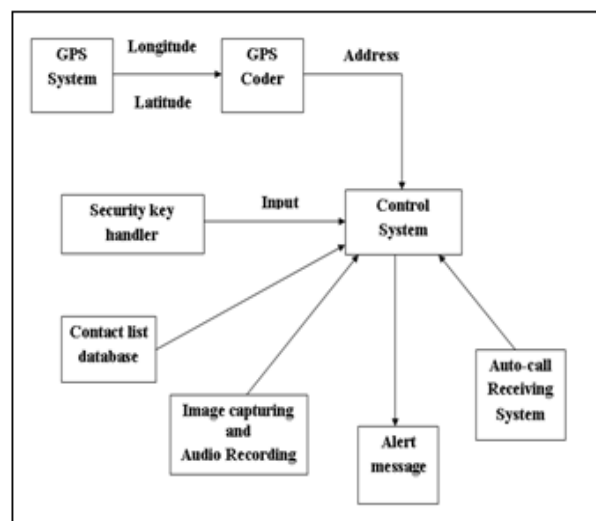 GPS
System
Longitude
Latitude
GPS
Coder
Address
Security key
handler
Input
Control
System
Contact list
database
Image capturing
and
Audio Recording
Alert
message
Auto-call
Receiving
System